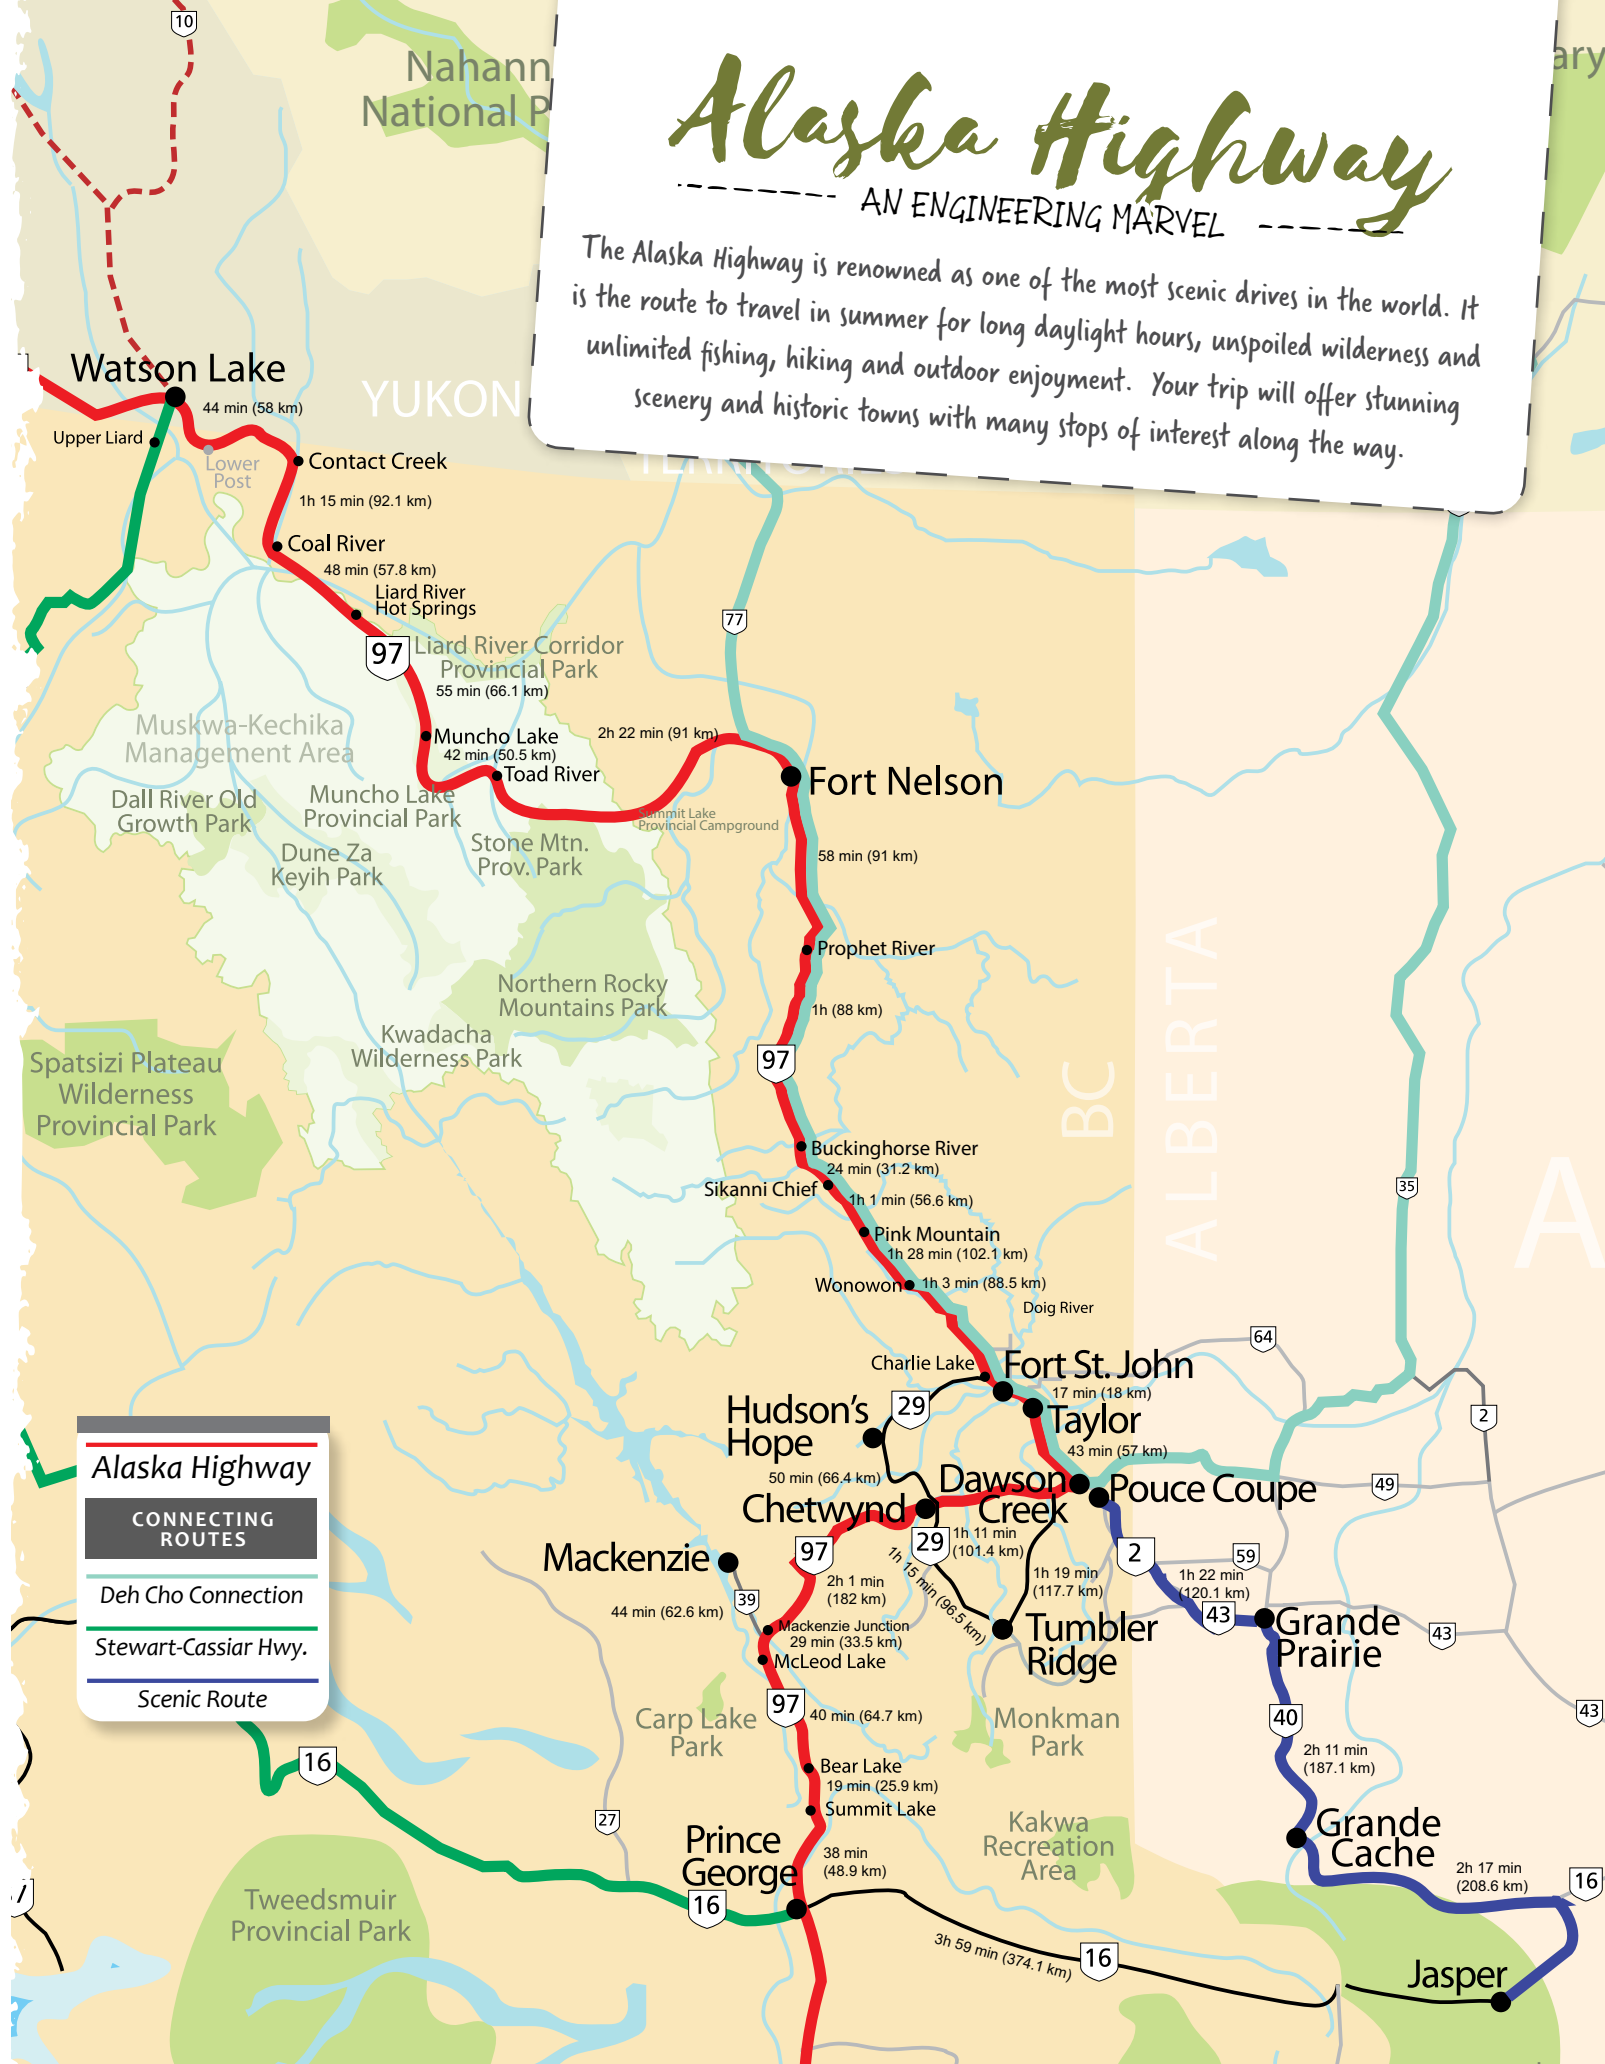 10
Nahann
National P
ary
Alaska Highway
AN ENGINEERING MARVEL
The Alaska Highway is renowned as one of the most scenic drives in the world. It
is the route to travel in summer for long daylight hours, unspoiled wilderness and
unlimited fishing, hiking and outdoor enjoyment. Your trip will offer stunning
scenery and historic towns with many stops of interest along the way.
Watson Lake
44 min (58 km)
YUKON
Upper Liard
Lower
Post
Contact Creek
1h 15 min (92.1 km)
Coal River
48 min (57.8 km)
Liard River
Hot Springs
77
97
Liard River Corridor
Provincial Park
55 min (66.1 km)
Muskwa-Kechika
Management Area
Muncho Lake
42 min (50.5 km)
Toad River
2h 22 min (91 km)
Fort Nelson
Dall River Old
Growth Park
Muncho Lake
Provincial Park
Summit Lake
Provincial Campground
Dune Za
Keyih Park
Stone Mtn.
Prov. Park
58 min (91 km)
Prophet River
Northern Rocky
Mountains Park
1h (88 km)
Kwadacha
Wilderness Park
97
Spatsizi Plateau
Wilderness
Provincial Park
BC
ALBERTA
A
35
Buckinghorse River
24 min (31.2 km)
Sikanni Chief
1h 1 min (56.6 km)
Pink Mountain
1h 28 min (102.1 km)
Wonowon
1h 3 min (88.5 km)
Doig River
64
Charlie Lake
Fort St. John
17 min (18 km)
29
Hudson's
Hope
Taylor
2
43 min (57 km)
50 min (66.4 km)
Dawson
Creek
Pouce Coupe
49
Chetwynd
29
1h 11 min
(101.4 km)
97
2
59
Mackenzie
1h 15 min (96.5 km)
1h 19 min
(117.7 km)
1h 22 min
(120.1 km)
2h 1 min
(182 km)
39
44 min (62.6 km)
43
Grande
Prairie
43
Mackenzie Junction
29 min (33.5 km)
McLeod Lake
Tumbler
Ridge
97
40 min (64.7 km)
Carp Lake
Park
Monkman
Park
40
43
2h 11 min
(187.1 km)
Bear Lake
19 min (25.9 km)
Summit Lake
27
Kakwa
Recreation
Area
Grande
Cache
Prince
George
38 min
(48.9 km)
2h 17 min
(208.6 km)
16
16
16
Tweedsmuir
Provincial Park
3h 59 min (374.1 km)
16
Jasper
Alaska Highway
CONNECTING
ROUTES
Deh Cho Connection
Stewart-Cassiar Hwy.
Scenic Route